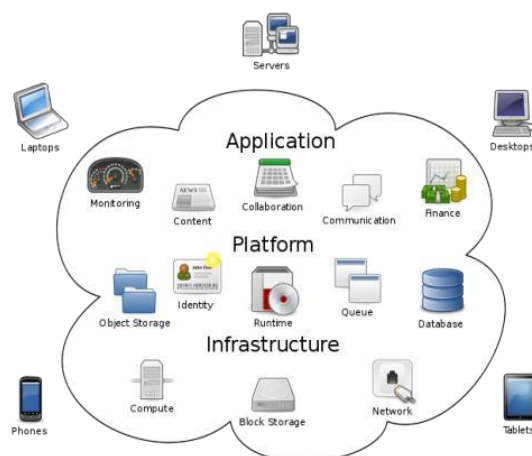 Servers
Laptops
Desktops
Application
Monitoring
NEWS
Content
Collaboration
Communication
Finance
Platform
Object Storage
Identity
Runtime
Queue
Database
Infrastructure
Compute
Block Storage
Network
Phones
Tablets